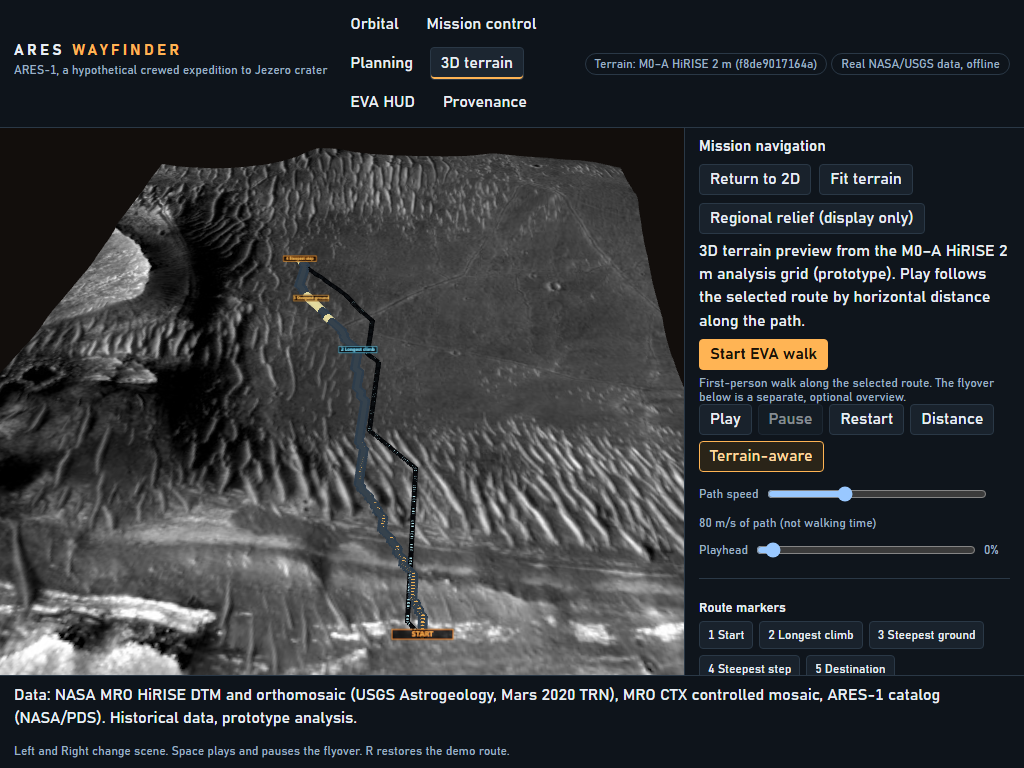 ARES WAYFINDER
ARES-1, a hypothetical crewed expedition to Jezero crater
Orbital Mission control
Planning 3D terrain
EVA HUD Provenance
Terrain: M0-A HiRISE 2 m (f8de9017164a)
Real NASA/USGS data, offline
4 Steepest step
3 Steepest ground
2 Longest climb
START
Mission navigation
Return to 2D Fit terrain
Regional relief (display only)
3D terrain preview from the M0-A HiRISE 2
m analysis grid (prototype). Play follows
the selected route by horizontal distance
along the path.
Start EVA walk
First-person walk along the selected route. The flyover
below is a separate, optional overview.
Play Pause Restart Distance
Terrain-aware
Path speed
80 m/s of path (not walking time)
Playhead 0%
Route markers
1 Start 2 Longest climb 3 Steepest ground
4 Steepest step 5 Destination
Data: NASA MRO HiRISE DTM and orthomosaic (USGS Astrogeology, Mars 2020 TRN), MRO CTX controlled mosaic, ARES-1 catalog
(NASA/PDS). Historical data, prototype analysis.
Left and Right change scene. Space plays and pauses the flyover. R restores the demo route.